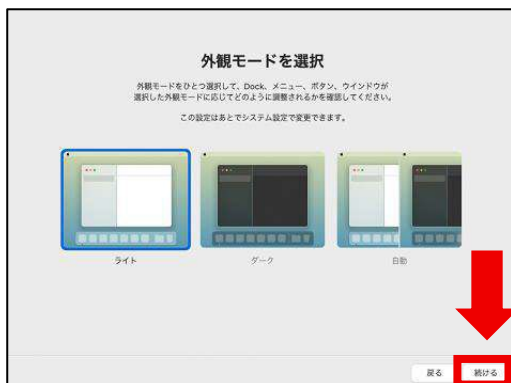 外観モードを選択
外観モードをひとつ選択して、Dock、メニュー、ボタン、ウインドウが
選択した外観モードに応じてどのように調整されるかを確認してください。
この設定はあとでシステム設定で変更できます。
ライト
ダーク
自動
戻る
続ける